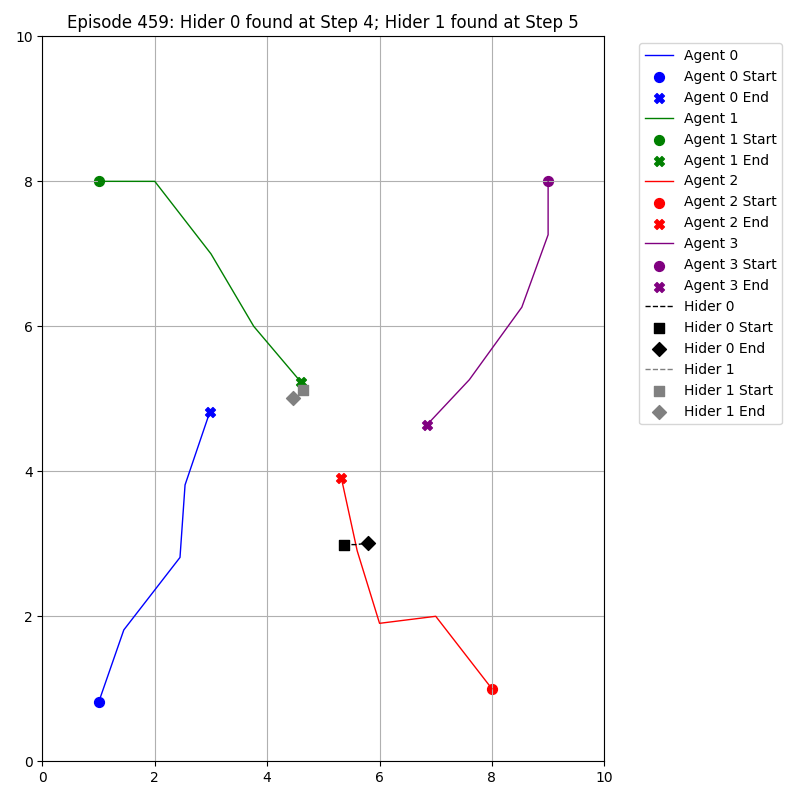 Episode 459: Hider 0 found at Step 4; Hider 1 found at Step 5
10
8
6
4
2
0
0 2 4 6 8 10
Agent 0
Agent 0 Start
Agent 0 End
Agent 1
Agent 1 Start
Agent 1 End
Agent 2
Agent 2 Start
Agent 2 End
Agent 3
Agent 3 Start
Agent 3 End
Hider 0
Hider 0 Start
Hider 0 End
Hider 1
Hider 1 Start
Hider 1 End